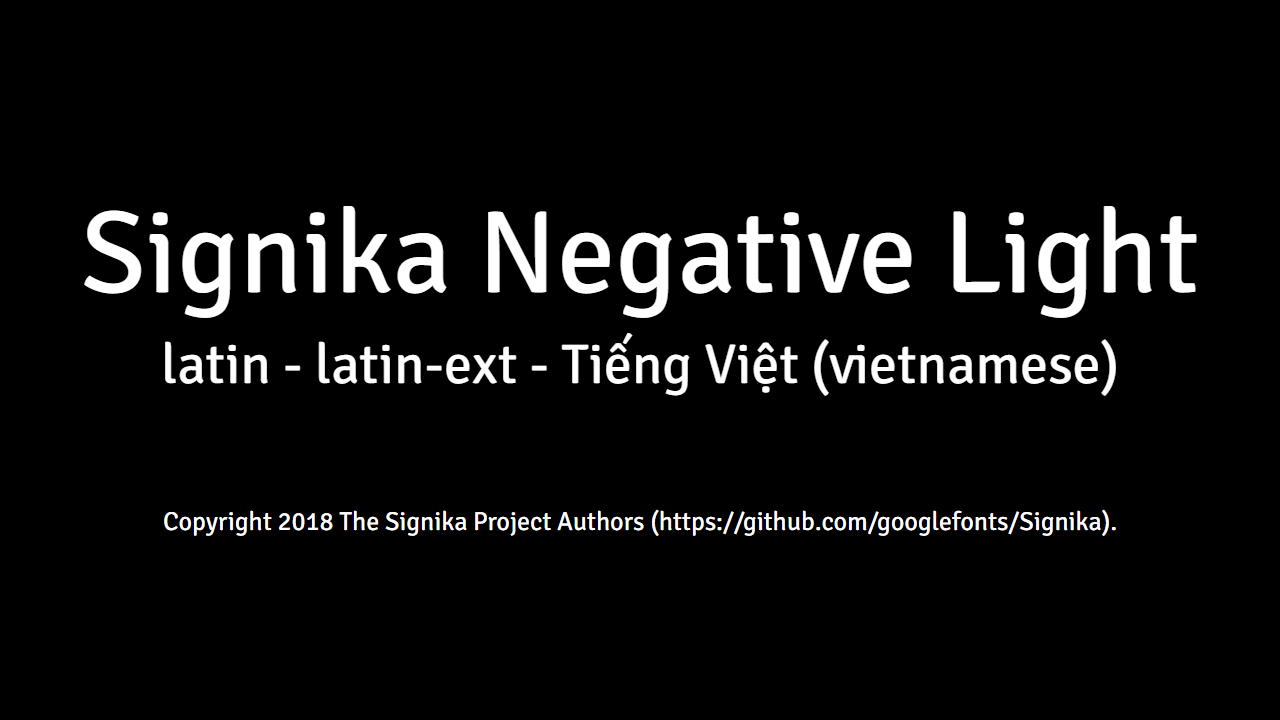 Signika Negative Light
latin - latin-ext - Tiếng Việt (vietnamese)
Copyright 2018 The Signika Project Authors (https://github.com/googlefonts/Signika).